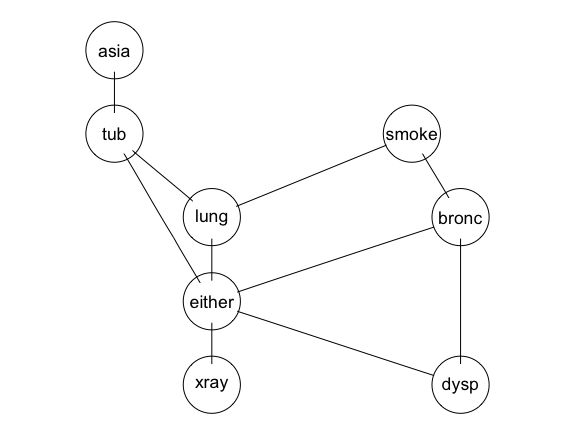 asia
tub
smoke
lung
bronc
either
xray
dysp